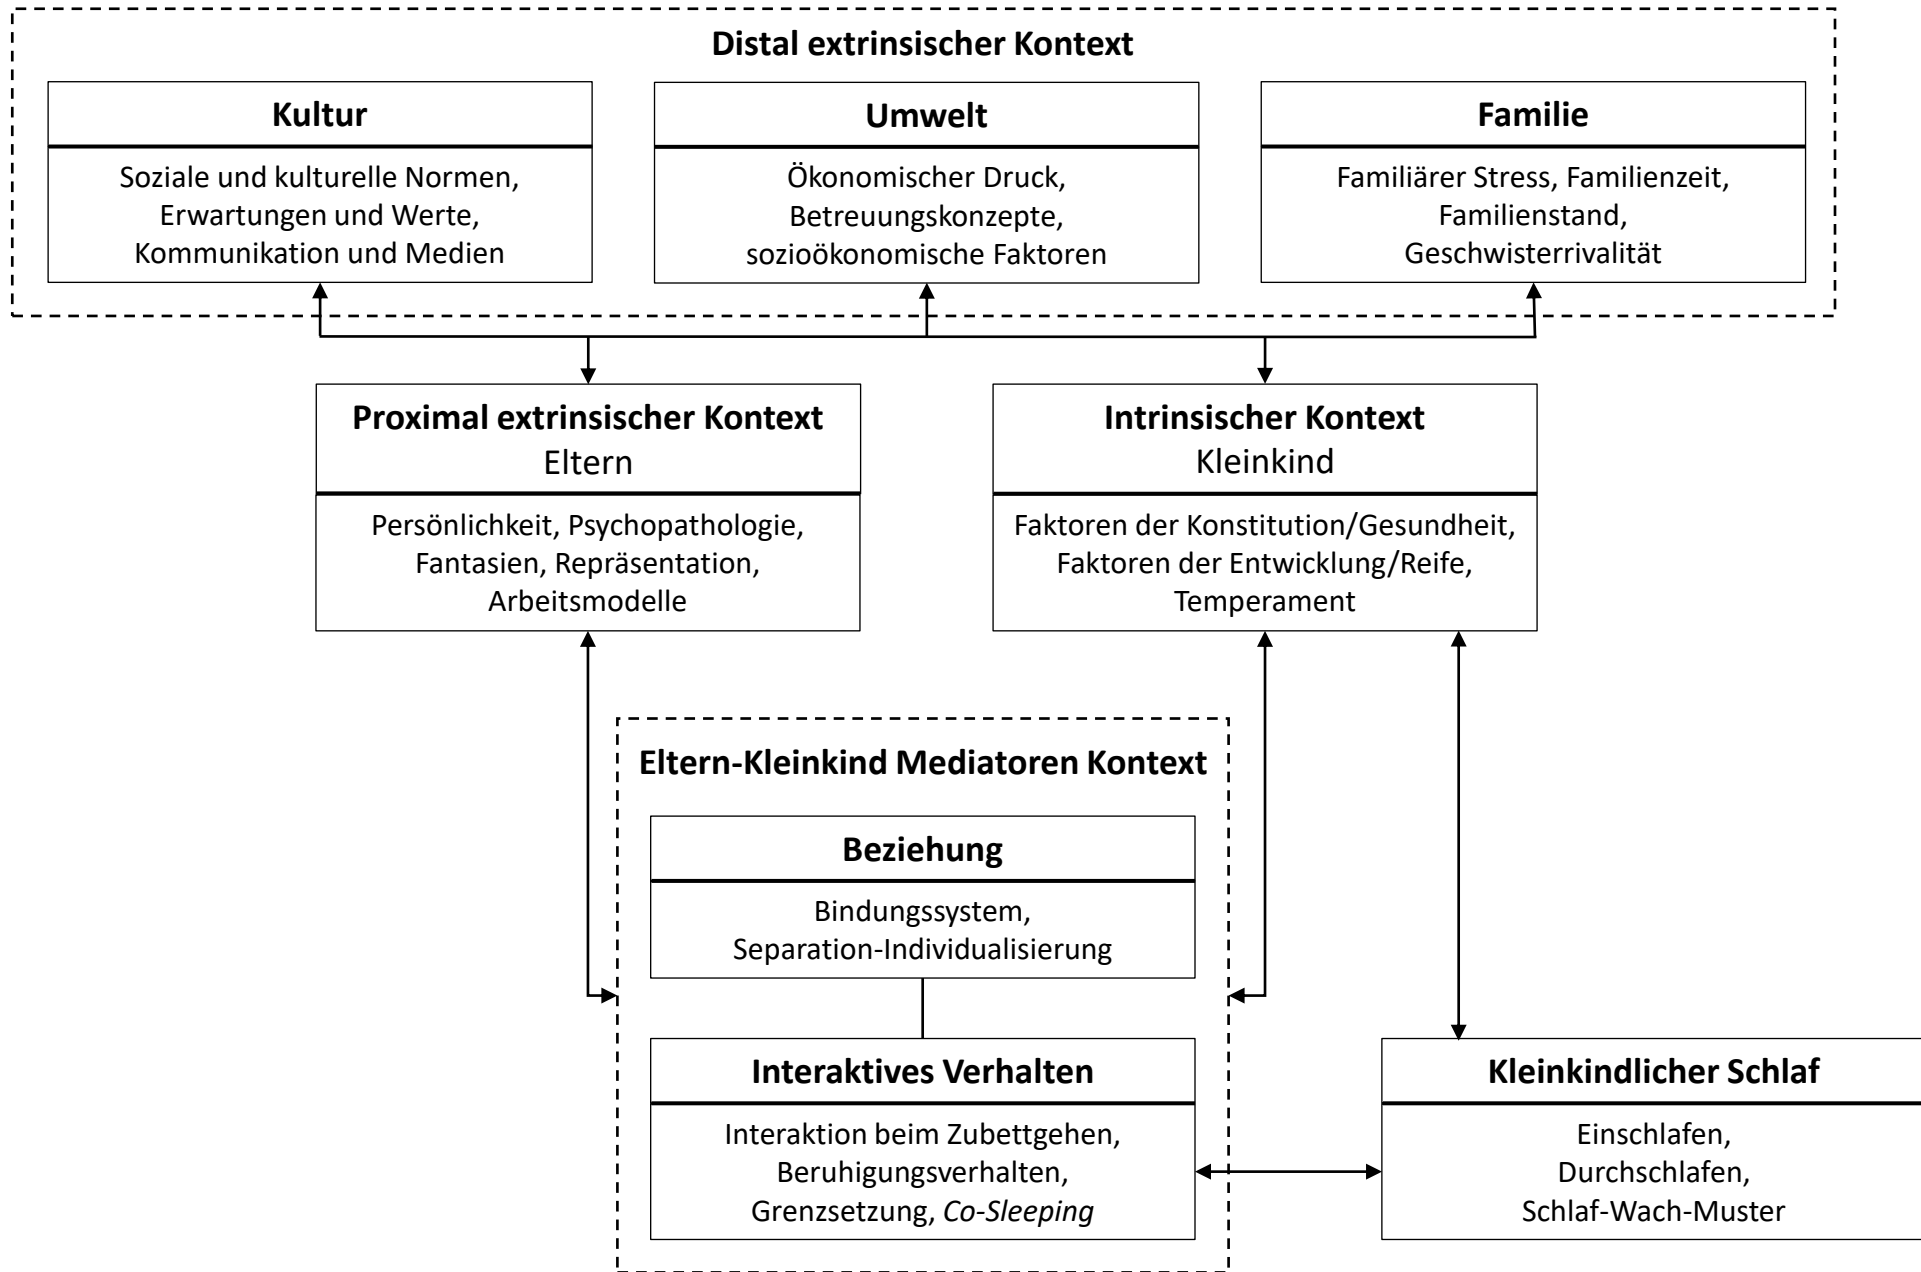 Distal extrinsischer Kontext
Kultur
Soziale und kulturelle Normen,
Erwartungen und Werte,
Kommunikation und Medien
Umwelt
Ökonomischer Druck,
Betreuungskonzepte,
sozioökonomische Faktoren
Familie
Familiärer Stress, Familienzeit,
Familienstand,
Geschwisterrivalität
Proximal extrinsischer Kontext
Eltern
Persönlichkeit, Psychopathologie,
Fantasien, Repräsentation,
Arbeitsmodelle
Intrinsischer Kontext
Kleinkind
Faktoren der Konstitution/Gesundheit,
Faktoren der Entwicklung/Reife,
Temperament
Eltern-Kleinkind Mediatoren Kontext
Beziehung
Bindungssystem,
Separation-Individualisierung
Interaktives Verhalten
Interaktion beim Zubettgehen,
Beruhigungsverhalten,
Grenzsetzung, Co-Sleeping
Kleinkindlicher Schlaf
Einschlafen,
Durchschlafen,
Schlaf-Wach-Muster